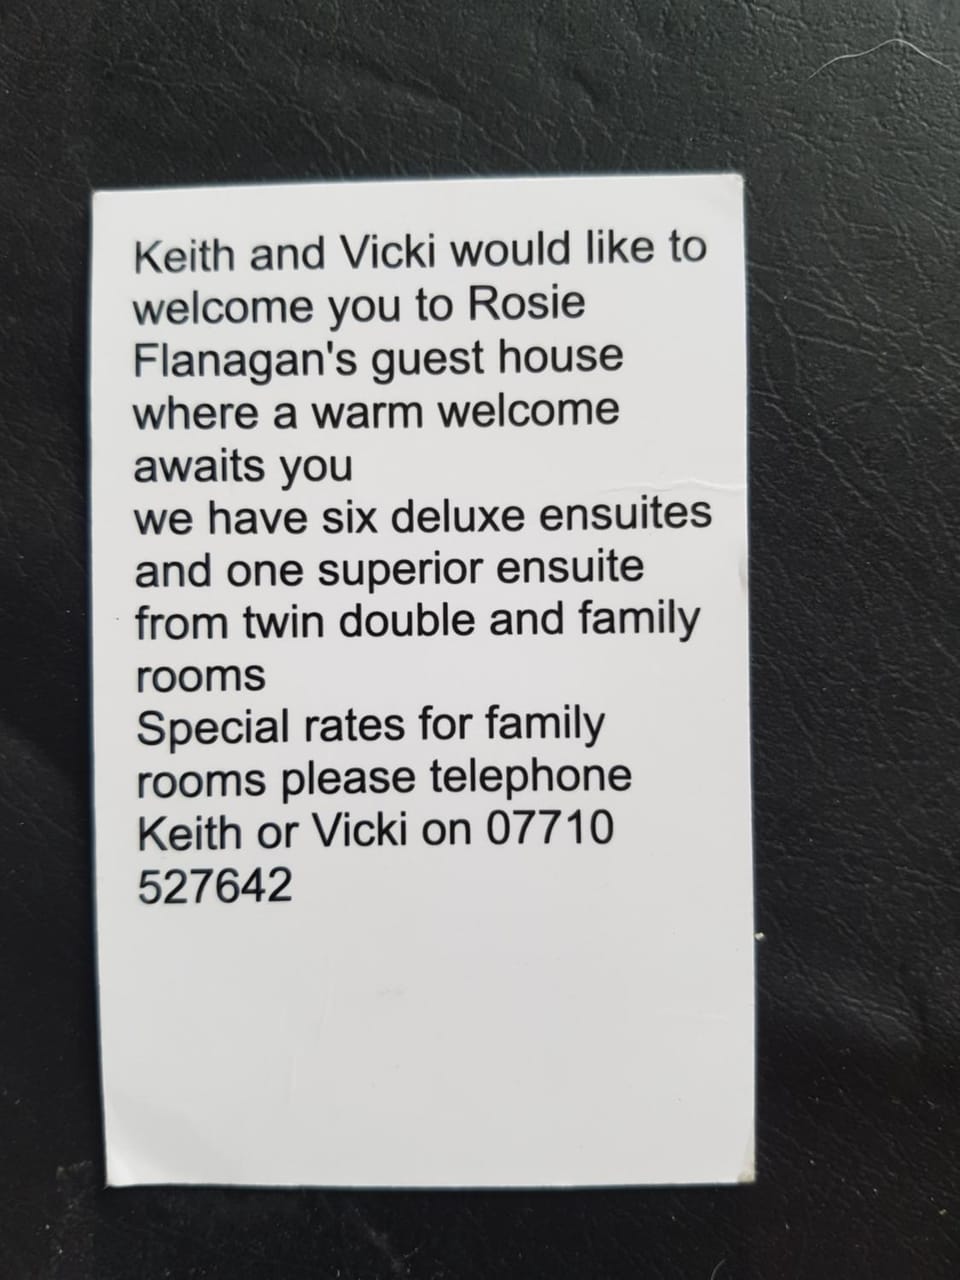 Keith and Vicki would like to
welcome you to Rosie
Flanagan's guest house
where a warm welcome
awaits you
we have six deluxe ensuites
and one superior ensuite
from twin double and family
rooms
Special rates for family
rooms please telephone
Keith or Vicki on 07710
527642